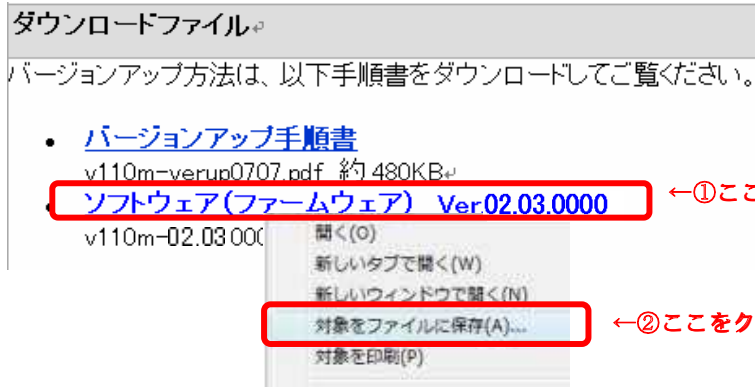 ダウンロードファイル↵
バージョンアップ方法は、以下手順書をダウンロードしてご覧ください。
• バージョンアップ手順書
v110m-verup0707.pdf 約480KB↵
• ソフトウェア(ファームウェア) Ver.02.03.0000
←①ここ
v110m-02.03000
開く(O)
新しいタブで開く(W)
新しいウィンドウで開く(N)
対象をファイルに保存(A)...
←②ここをク
対象を印刷(P)